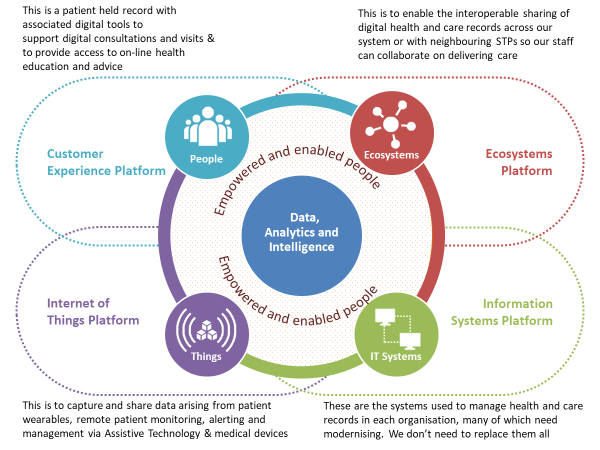 This is a patient held record with
associated digital tools to
support digital consultations and visits &
to provide access to on-line health
education and advice
This is to enable the interoperable sharing of
digital health and care records across our
system or with neighbouring STPs so our staff
can collaborate on delivering care
People
Ecosystems
Customer
Experience Platform
Ecosystems
Platform
Empowered and enabled people
Data,
Analytics and
Intelligence
Empowered and enabled people
Internet of
Things Platform
Information
Systems Platform
Things
IT Systems
This is to capture and share data arising from patient
wearables, remote patient monitoring, alerting and
management via Assistive Technology & medical devices
These are the systems used to manage health and care
records in each organisation, many of which need
modernising. We don't need to replace them all